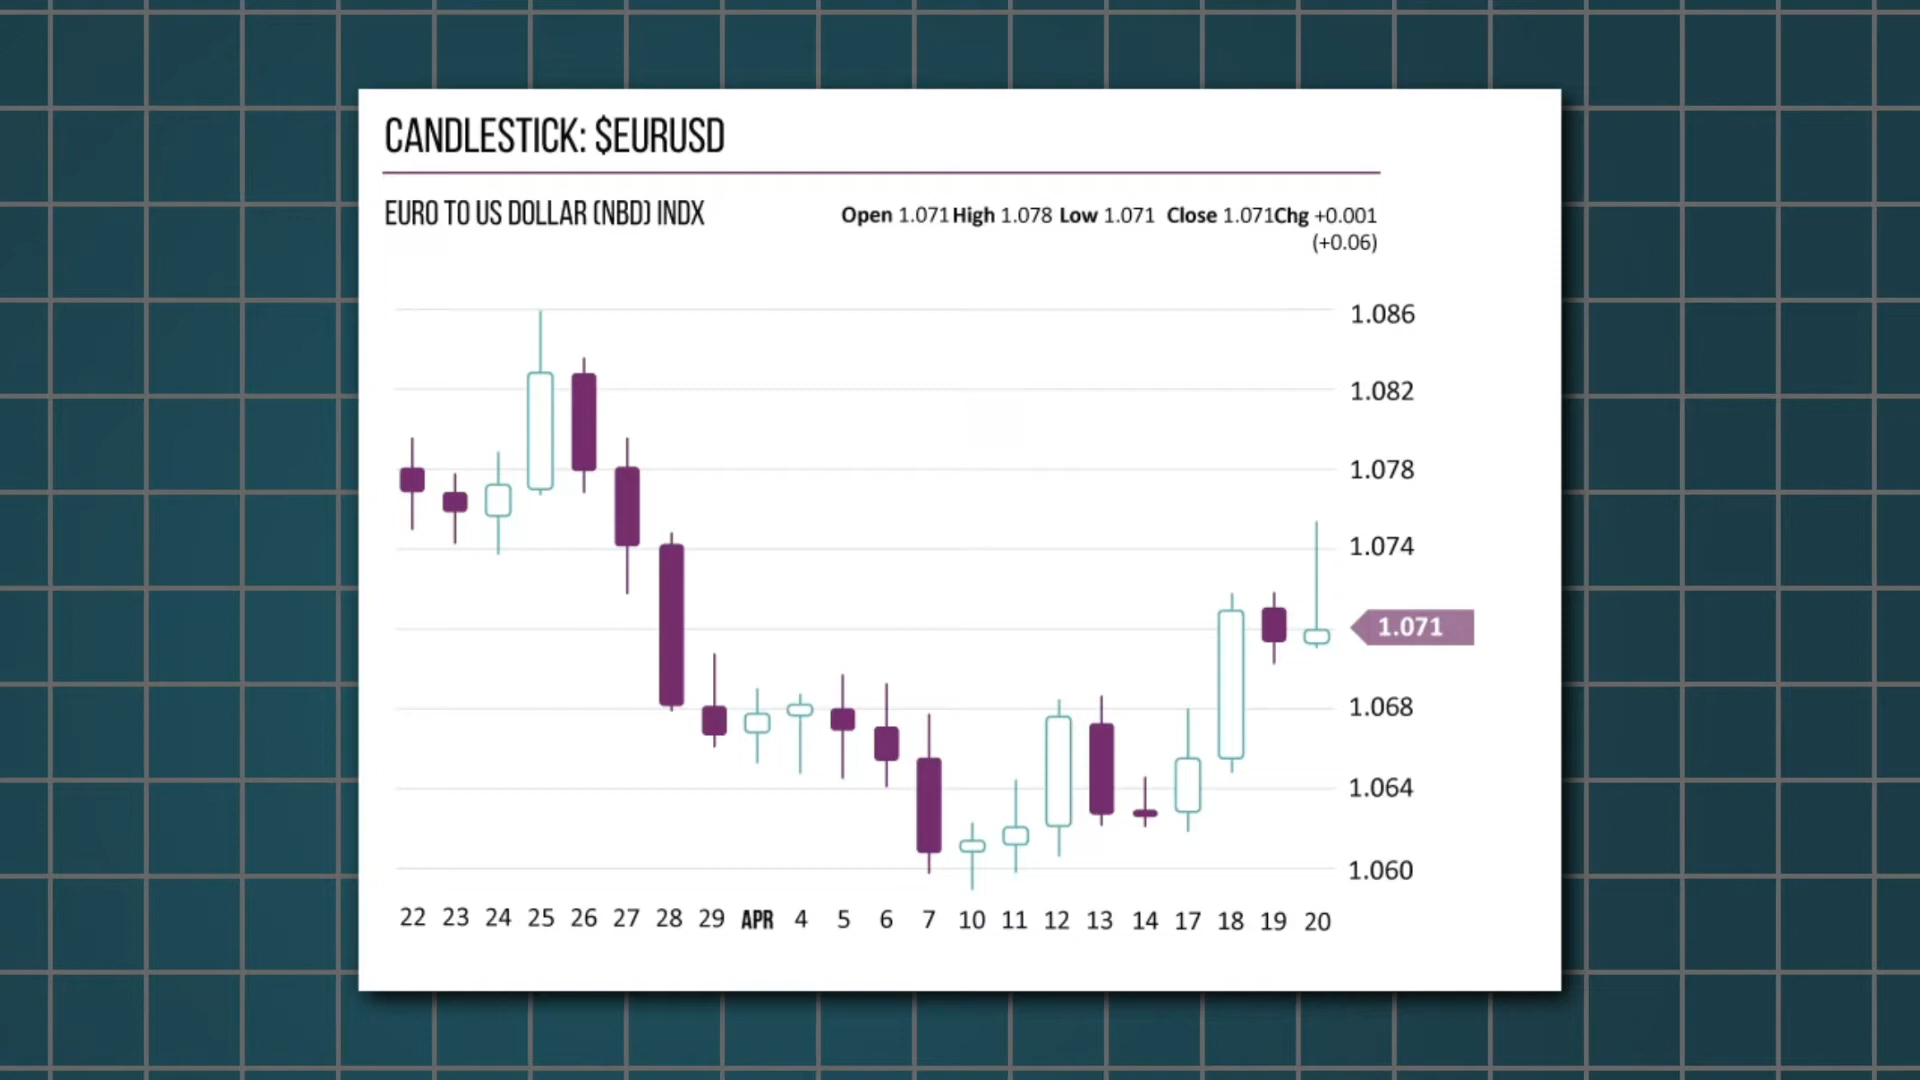 CANDLESTICK: $EURUSD
EURO TO US DOLLAR (NBD) INDX
Open 1.071 High 1.078 Low 1.071 Close 1.071Chg +0.001
(+0.06)
1.086
1.082
1.078
1.074
1.071
1.068
1.064
1.060
22 23 24 25 26 27 28 29 APR 4 5 6 7 10 11 12 13 14 17 18 19 20